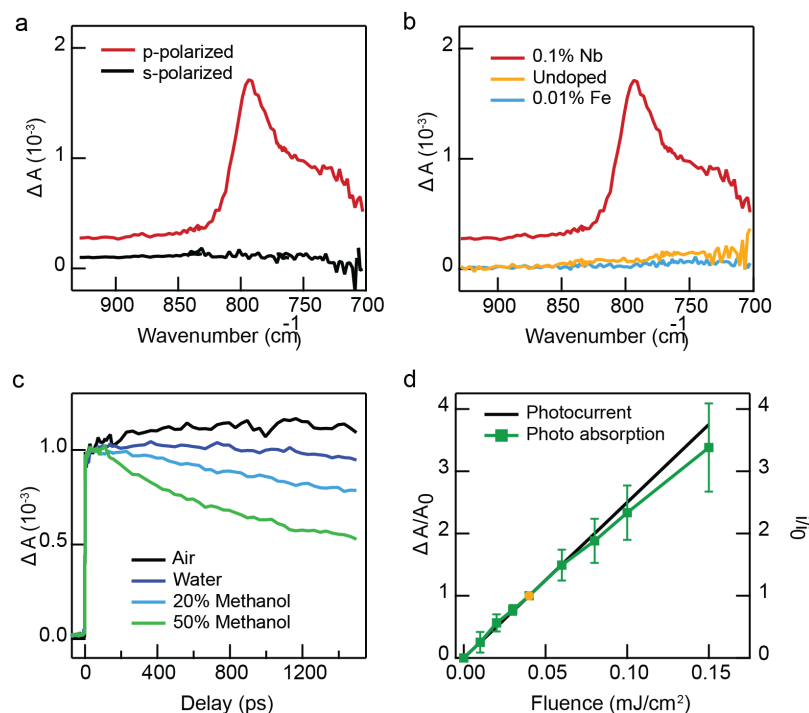 a
2
1
0
Δ A (10⁻³)
p-polarized
s-polarized
900
850
800
750
700
Wavenumber (cm⁻¹)
b
2
1
0
Δ A (10⁻³)
0.1% Nb
Undoped
0.01% Fe
900
850
800
750
700
Wavenumber (cm⁻¹)
c
1.0
0.5
0.0
Δ A (10⁻³)
Air
Water
20% Methanol
50% Methanol
0
400
800
1200
Delay (ps)
d
4
3
2
1
0
Δ A/A₀
Photocurrent
Photo absorption
4
3
2
1
0
I/I₀
0.00
0.05
0.10
0.15
Fluence (mJ/cm²)